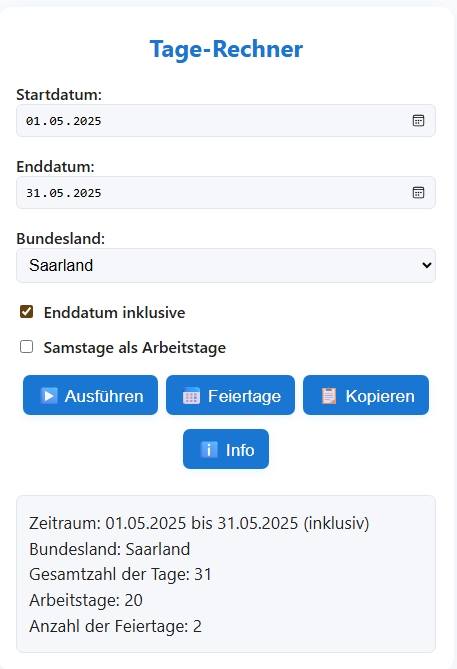 Tage-Rechner
Startdatum:
01.05.2025
Enddatum:
31.05.2025
Bundesland:
Saarland
Enddatum inklusive
Samstage als Arbeitstage
Ausführen
Feiertage
Kopieren
Info
Zeitraum: 01.05.2025 bis 31.05.2025 (inklusiv)
Bundesland: Saarland
Gesamtzahl der Tage: 31
Arbeitstage: 20
Anzahl der Feiertage: 2